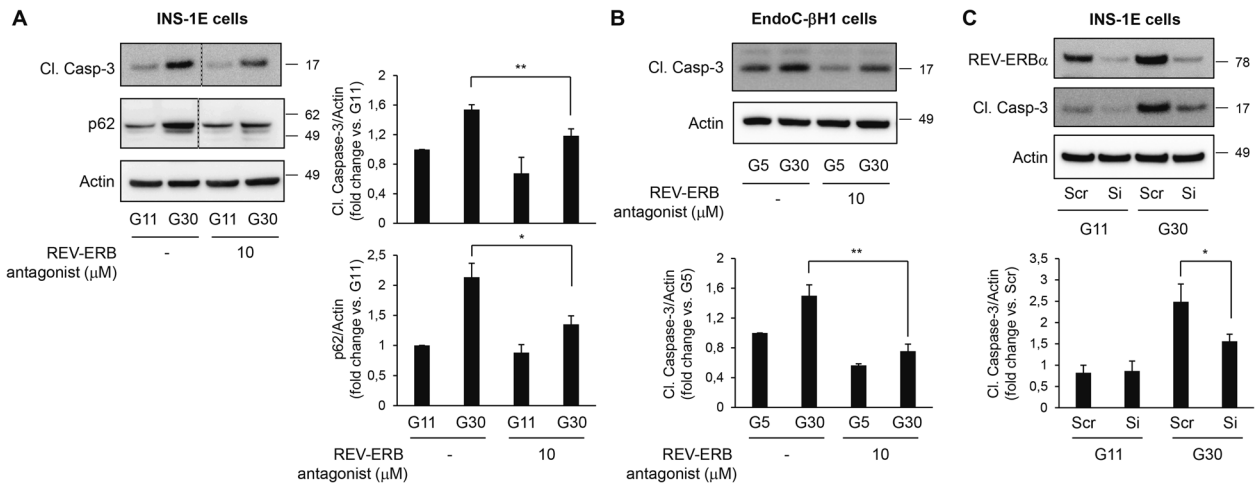 A
INS-1E cells
Cl. Casp-3
17
p62
62
49
Actin
49
G11 G30 G11 G30
REV-ERB
antagonist (μM)
-
10
Cl. Caspase-3/Actin
(fold change vs. G11)
2
1,6
1,2
0,8
0,4
0
**
p62/Actin
(fold change vs. G11)
2,5
2
1,5
1
0,5
0
*
G11 G30 G11 G30
REV-ERB
antagonist (μM)
-
10
B
EndoC-βH1 cells
Cl. Casp-3
17
Actin
49
G5 G30 G5 G30
REV-ERB
antagonist (μM)
-
10
Cl. Caspase-3/Actin
(fold change vs. G5)
2
1,6
1,2
0,8
0,4
0
**
G5 G30 G5 G30
REV-ERB
antagonist (μM)
-
10
C
INS-1E cells
REV-ERBα
78
Cl. Casp-3
17
Actin
49
Scr Si Scr Si
G11 G30
Cl. Caspase-3/Actin
(fold change vs. Scr)
3,5
3
2,5
2
1,5
1
0,5
0
*
Scr Si Scr Si
G11 G30